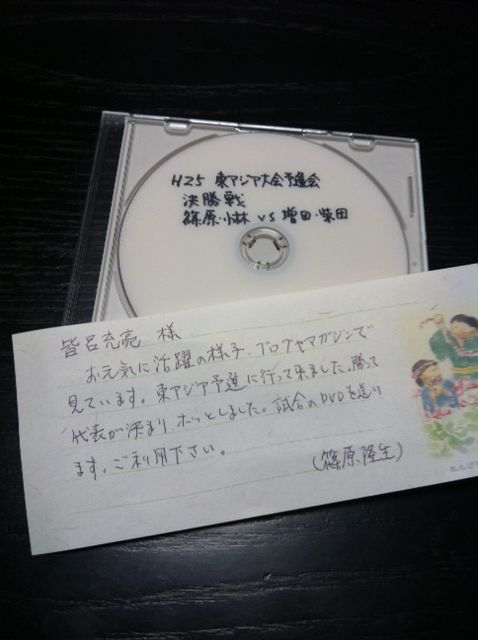 H25 東アジア大会予選会
決勝戦
篠原・小林 VS 増田・柴田
皆呂充亮 様
お元気に活躍の様子、ブログやマガジンで
見ています。東アジア予選に行って来ました。勝って
代表が決まり、ホッとしました。試合のDVDを送り
ます。ご利用下さい。
(篠原隆生)